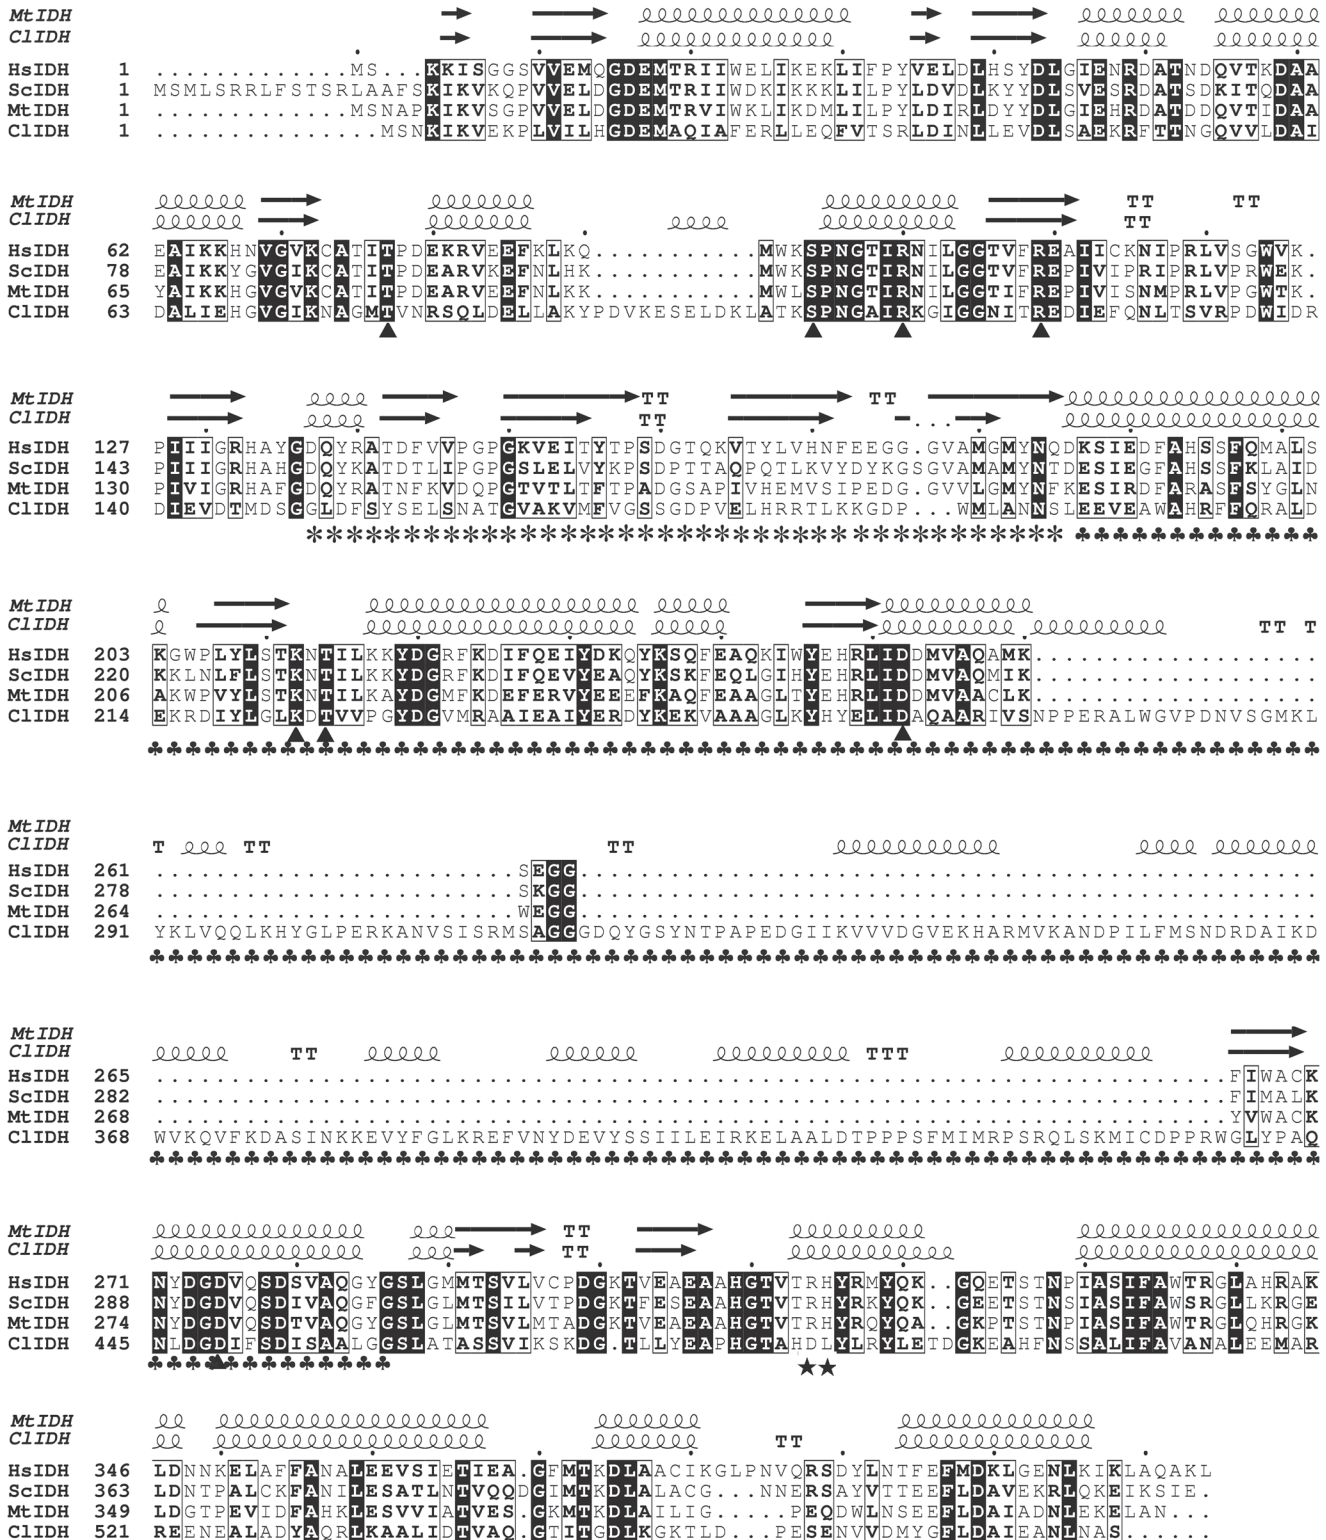 MtIDH
ClIDH
HsIDH 1 .............MS...KKISGGSVVEMQGDEMTRIIWELIKEKLIFPYVELDLHSYDLGIENRDATNDQVTKDAA
ScIDH 1 MSMLSRRLFSTSRLAAFSKIKVKQPVVELDGDEMTRIIWDKIKKKLILPYLDVDLKYYDLSVESRDATSDKITQDAA
MtIDH 1 .............MSNAPKIKVSGPVVELDGDEMTRVIWKLIKDMLILPYLDIRLDYYDLGIEHRDATDDQVTIDAA
ClIDH 1 ...............MSNKIKVEKPLVILHGDEMAQIAFERLLEQFVTSRLDINLLEVDLSAEKRFTTNGQVVLDAI
MtIDH TT TT
ClIDH TT
HsIDH 62 EAIKKHNVGVKCATITPDEKRVEEFKLKQ...........MWKSPNGTIRNILGGTVFREAIICKNIPRLVSGWVK.
ScIDH 78 EAIKKYGVGIKCATITPDEARVKEFNLHK...........MWKSPNGTIRNILGGTVFREPIVIPRIPRLVPRWEK.
MtIDH 65 YAIKKHGVGVKCATITPDEARVEEFNLKK...........MWLSPNGTIRNILGGTIFREPIVISNMPRLVPGWTK.
ClIDH 63 DALIEHGVGIKNAGMTVNRSQLDELLAKYPDVKESELDKLATKSPNGAIRKGIGGNITREDIEFQNLTSVRPDWIDR
MtIDH TT TT
ClIDH TT ...
HsIDH 127 PIIIGRHAYGDQYRATDFVVPGPGKVEITYTPSDGTQKVTYLVHNFEEGG.GVAMGMYNQDKSIEDFAHSSFQMALS
ScIDH 143 PIIIGRHAHGDQYKATDTLIPGPGSLELVYKPSDPTTAQPQTLKVYDYKGSGVAMAMYNTDESIEGFAHSSFKLAID
MtIDH 130 PIVIGRHAFGDQYRATNFKVDQPGTVTLTFTPADGSAPIVHEMVSIPEDG.GVVLGMYNFKESIRDFARASFSYGLN
ClIDH 140 DIEVDTMDSGGLDFSYSELSNATGVAKVMFVGSSGDPVELHRRTLKKGDP..WMLANNSLEEVEAWAHRFFQRALD
MtIDH
ClIDH TT T
HsIDH 203 KGWPLYLSTKNTILKKYDGRFKDIFQEIYDKQYKSQFEAQKIWYEHRLIDDMVAQAMK...................
ScIDH 220 KKLNLFLSTKNTILKKYDGRFKDIFQEVYEAQYKSKFEQLGIHYEHRLIDDMVAQMIK...................
MtIDH 206 AKWPVYLSTKNTILKAYDGMFKDEFERVYEEEFKAQFEAAGLTYEHRLIDDMVAACLK...................
ClIDH 214 EKRDIYLGLKDTVVPGYDGVMRAAIEAIYERDYKEKVAAAGLKYHYELIDAQAARIVSNPPERALWGVPDNVSGMKL
MtIDH
ClIDH T TT TT
HsIDH 261 ........................SEGG.................................................
ScIDH 278 ........................SKGG.................................................
MtIDH 264 ........................WEGG.................................................
ClIDH 291 YKLVQQLKHYGLPERKANVSISRMSAGGGDQYGSYNTPAPEDGIIKVVVDGVEKHARMVKANDPILFMSNDRDAIKD
MtIDH
ClIDH TT TTT
HsIDH 265 .......................................................................FIWACK
ScIDH 282 .......................................................................FIMALK
MtIDH 268 .......................................................................YVWACK
ClIDH 368 WVKQVFKDASINKKEVYFGLKREFVNYDEVYSSIILEIRKELAALDTPPPSFMIMRPSRQLSKMICDPPRWGLYPAQ
MtIDH TT
ClIDH TT
HsIDH 271 NYDGDVQSDSVAQGYGSLGMMTSVLVCPDGKTVEAEAAHGTVTRHYRMYQK..GQETSTNPIASIFAWTRGLAHRAK
ScIDH 288 NYDGDVQSDIVAQGFGSLGLMTSILVTPDGKTFESEAAHGTVTRHYRKYQK..GEETSTNSIASIFAWSRGLLKRGE
MtIDH 274 NYDGDVQSDTVAQGYGSLGLMTSVLMTADGKTVEAEAAHGTVTRHYRQYQA..GKPTSTNPIASIFAWTRGLQHRGK
ClIDH 445 NLDGDIFSDISAALGGSLATASSVIKSKDG.TLLYEAPHGTAHDLYLRYLETDGKEAHFNSSALIFAVANALEEMAR
MtIDH
ClIDH TT
HsIDH 346 LDNNKELAFFANALEEVSIETIEA.GFMTKDLAACIKGLPNVQRSDYLNTFEFMDKLGENLKIKLAQAKL
ScIDH 363 LDNTPALCKFANILESATLNTVQQDGIMTKDLALACG...NNERSAYVTTEEFLDAVEKRLQKEIKSIE.
MtIDH 349 LDGTPEVIDFAHKLESVVIATVES.GKMTKDLAILIG....PEQDWLNSEEFLDAIADNLEKELAN....
ClIDH 521 REENEALADYAQRLKAALIDTVAQ.GTITGDLKGKTLD...PESENVVDMYGFLDAIEANLNAS......